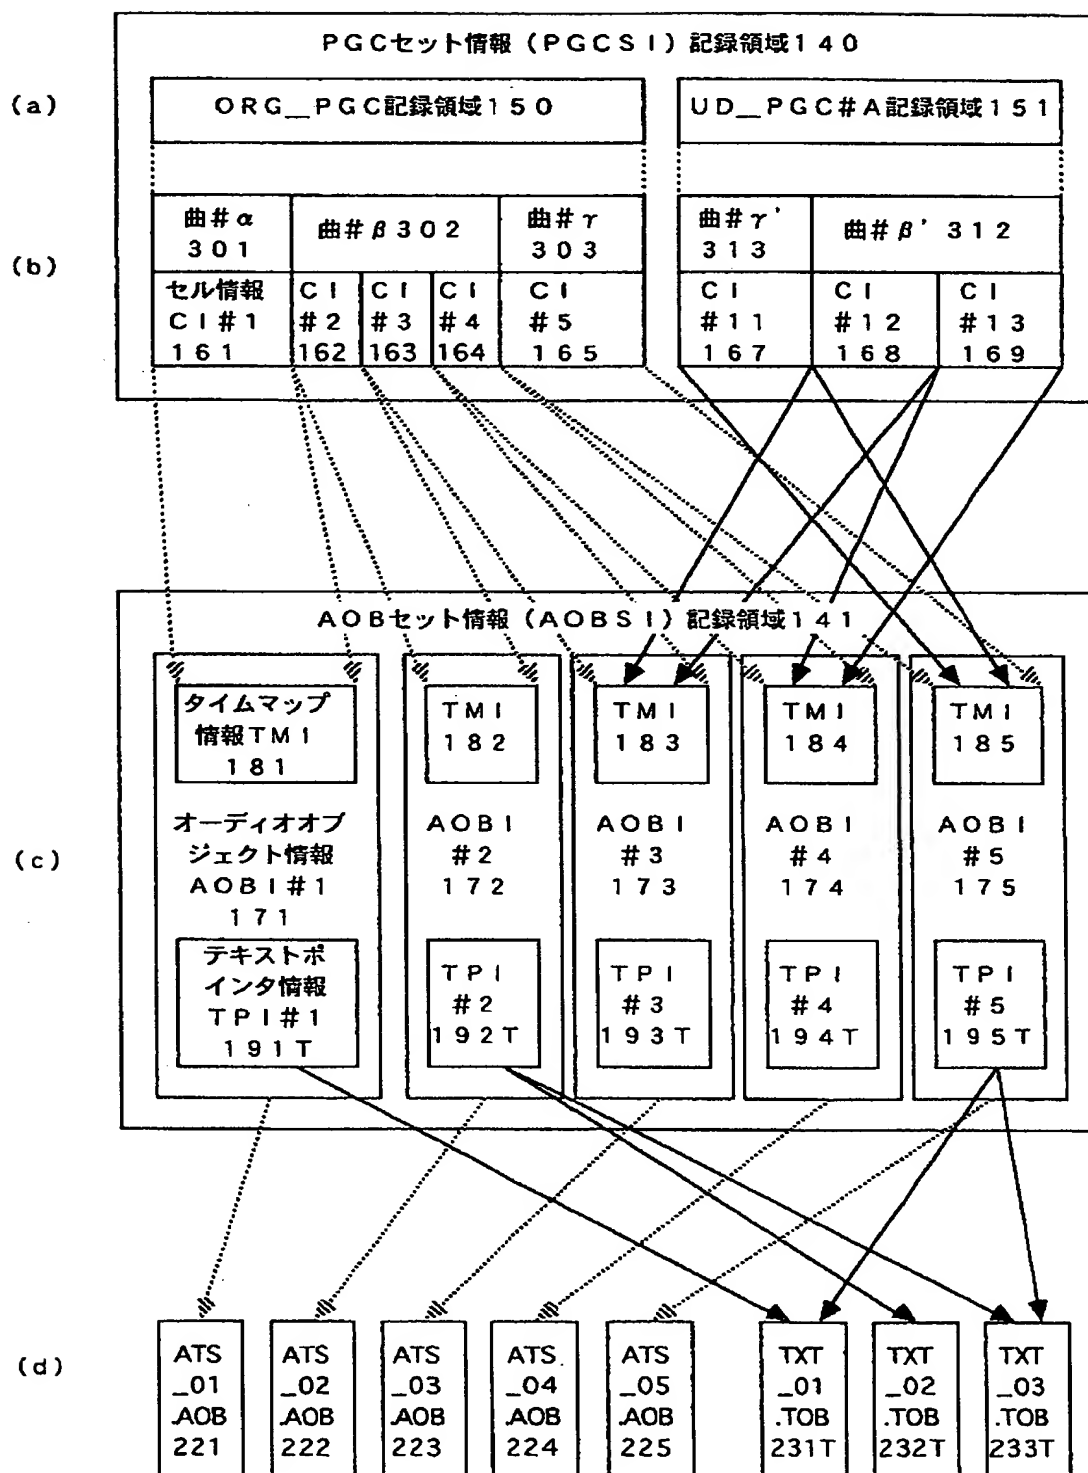 PGCセット情報(PGCSI)記録領域140
(a)
ORG__PGC記録領域150
UD__PGC#A記録領域151
(b)
曲#α
301
曲#β302
曲#γ
303
曲#γ'
313
曲#β'312
セル情報
CI#1
161
CI
#2
162
CI
#3
163
CI
#4
164
CI
#5
165
CI
#11
167
CI
#12
168
CI
#13
169
AOBセット情報(AOBSI)記録領域141
(c)
タイムマップ
情報TMI
181
TMI
182
TMI
183
TMI
184
TMI
185
オーディオオブ
ジェクト情報
AOBI#1
171
AOBI
#2
172
AOBI
#3
173
AOBI
#4
174
AOBI
#5
175
テキストポ
インタ情報
TPI#1
191T
TPI
#2
192T
TPI
#3
193T
TPI
#4
194T
TPI
#5
195T
(d)
ATS
_01
.AOB
221
ATS
_02
.AOB
222
ATS
_03
.AOB
223
ATS
_04
.AOB
224
ATS
_05
.AOB
225
TXT
_01
.TOB
231T
TXT
_02
.TOB
232T
TXT
_03
.TOB
233T